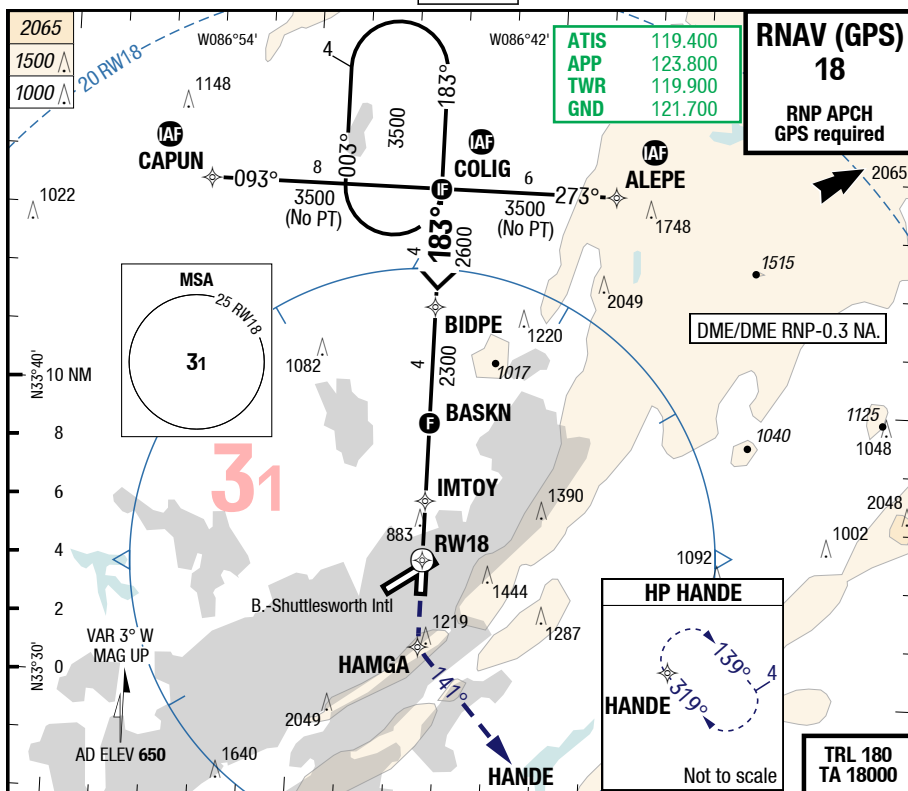 2065
1500
1000
20 RW18
W086°54'
W086°42'
ATIS 119.400
APP 123.800
TWR 119.900
GND 121.700
RNAV (GPS)
18
RNP APCH
GPS required
4
183°
003°
3500
1148
IAF
CAPUN
093°
8
3500
(No PT)
IAF
COLIG
IF
6
3500
(No PT)
273°
IAF
ALEPE
2065
1022
1748
183°
4
2600
1515
2049
MSA
25 RW18
31
BIDPE
1220
DME/DME RNP-0.3 NA.
1082
4
2300
1017
N33°40'
10 NM
F
BASKN
1125
1048
8
1040
31
6
IMTOY
1390
2048
883
1002
4
RW18
1092
1444
B.-Shuttlesworth Intl
2
1219
1287
HP HANDE
139°
4
319°
HANDE
Not to scale
VAR 3° W
MAG UP
N33°30'
0
HAMGA
141°
2049
1640
AD ELEV 650
HANDE
TRL 180
TA 18000